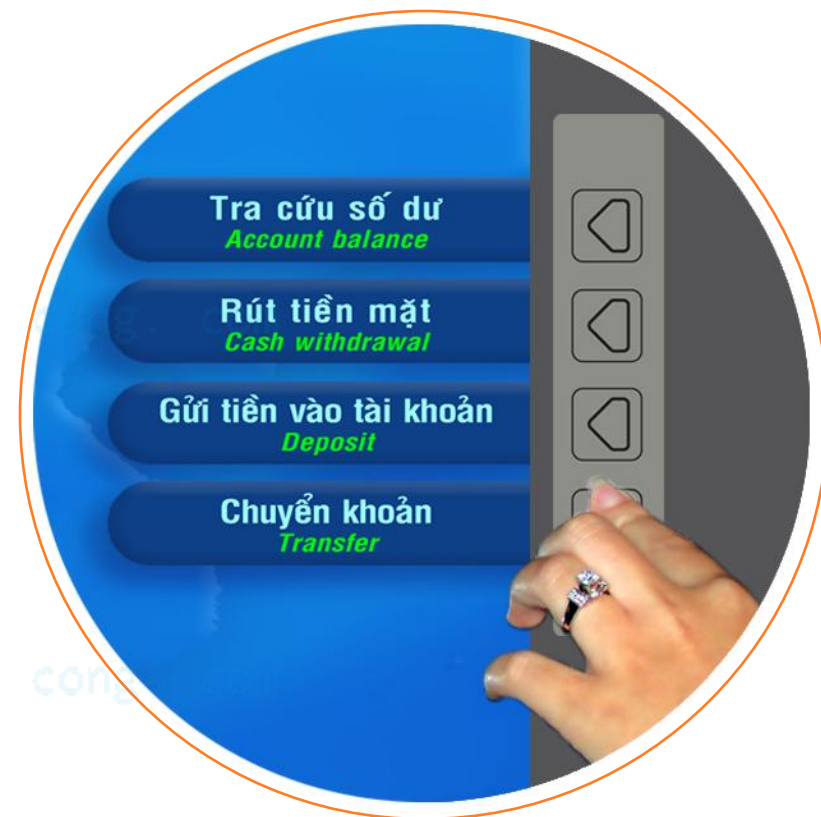 Tra cứu số dư
Account balance
Rút tiền mặt
Cash withdrawal
Gửi tiền vào tài khoản
Deposit
Chuyển khoản
Transfer